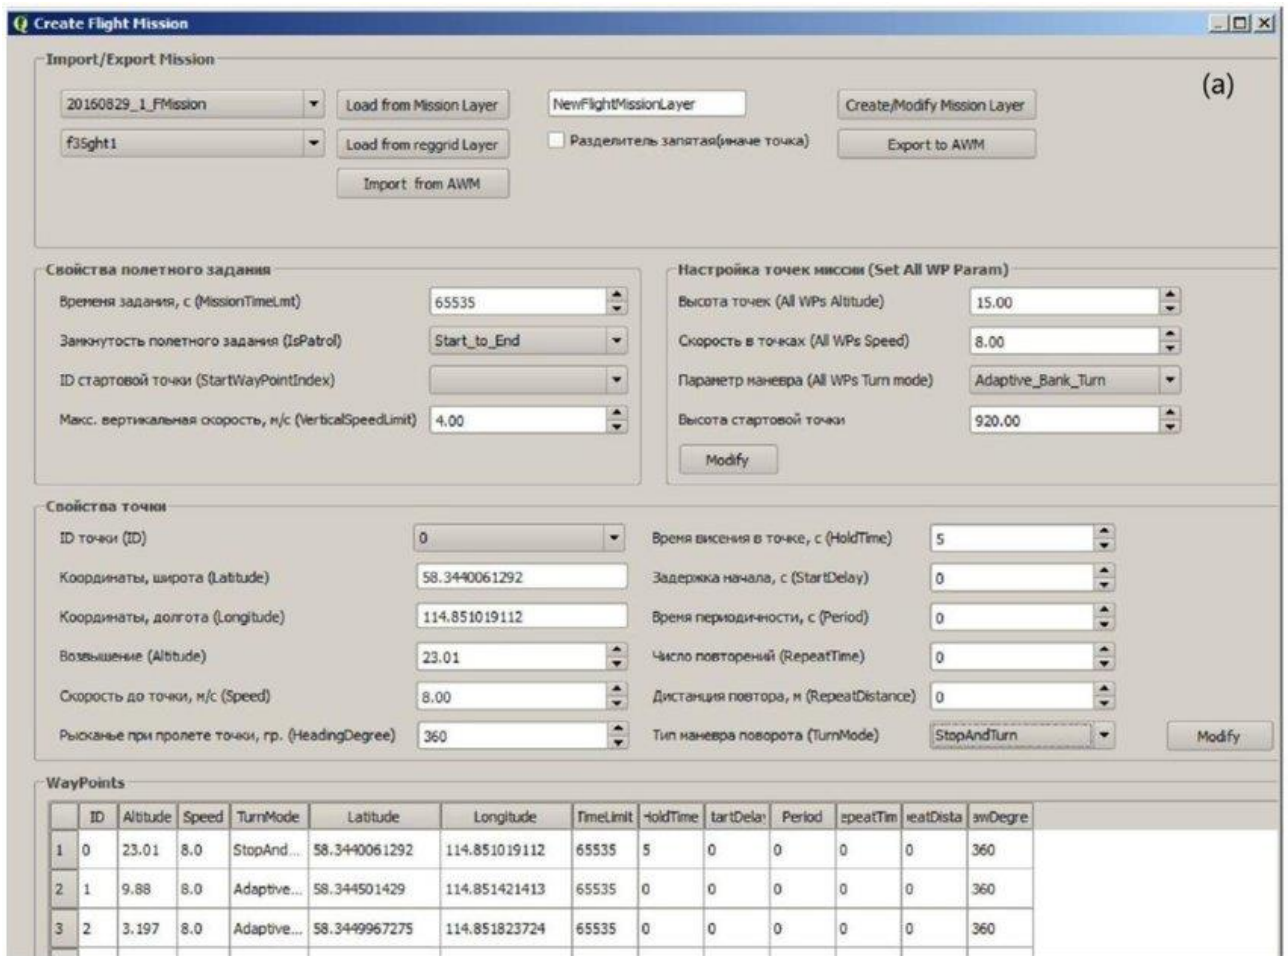 Create Flight Mission
Import/Export Mission
(a)
20160829_1_FMission Load from Mission Layer NewFlightMissionLayer Create/Modify Mission Layer
f3Sght1 Load from reggrid Layer Разделитель запятая(иначе точка) Export to AWM
Import from AWM
Свойства полетного задания
Временя задания, с (MissionTimeLmt) 65535
Замкнутость полетного задания (IsPatrol) Start_to_End
ID стартовой точки (StartWayPointIndex)
Макс. вертикальная скорость, м/с (VerticalSpeedLimit) 4.00
Настройка точек миссии (Set All WP Param)
Высота точек (All WPs Altitude) 15.00
Скорость в точках (All WPs Speed) 8.00
Параметр маневра (All WPs Turn mode) Adaptive_Bank_Turn
Высота стартовой точки 920.00
Modify
Свойства точки
ID точки (ID) 0 Время висения в точке, с (HoldTime) 5
Координаты, широта (Latitude) 58.3440061292 Задержка начала, с (StartDelay) 0
Координаты, долгота (Longitude) 114.851019112 Время периодичности, с (Period) 0
Возвышение (Altitude) 23.01 Число повторений (RepeatTime) 0
Скорость до точки, м/с (Speed) 8.00 Дистанция повтора, м (RepeatDistance) 0
Рысканье при пролете точки, гр. (HeadingDegree) 360 Тип маневра поворота (TurnMode) StopAndTurn Modify
WayPoints
ID Altitude Speed TurnMode Latitude Longitude TimeLimit HoldTime tartDelay Period epeatTim eatDista awDegre
1 0 23.01 8.0 StopAnd... 58.3440061292 114.851019112 65535 5 0 0 0 0 360
2 1 9.88 8.0 Adaptive... 58.344501429 114.851421413 65535 0 0 0 0 0 360
3 2 3.197 8.0 Adaptive... 58.3449967275 114.851823724 65535 0 0 0 0 0 360